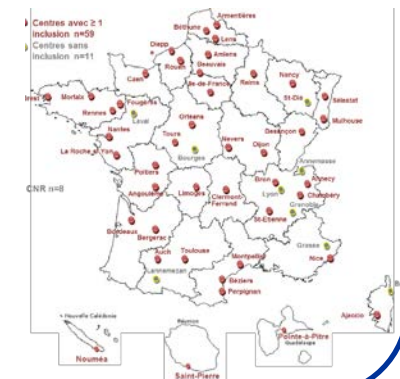 Centres avec ≥ 1
inclusion n=59
Centres sans
inclusion n=11
Armentières
Béthune
Lens
Diepp
Amiens
Rouen
Beauvais
Caen
Ile-de-France
Reims
Nancy
St-Dié
Sélestat
Mulhouse
Brest
Morlaix
Fougères
Rennes
Laval
Orléans
Nantes
Tours
Besançon
La Roche s/ Yon
Bourges
Nevers
Dijon
Poitiers
Annemasse
CNR n=8
Bron
Annecy
Angoulême
Limoges
Clermont-
Ferrand
Lyon
Chambéry
St-Etienne
Grenoble
Bordeaux
Bergerac
Auch
Toulouse
Montpellier
Grasse
Nice
Lannemezan
Béziers
Perpignan
B
Nouvelle Calédonie
Réunion
Pointe-à-Pitre
Guadeloupe
Ajaccio
Nouméa
Saint-Pierre